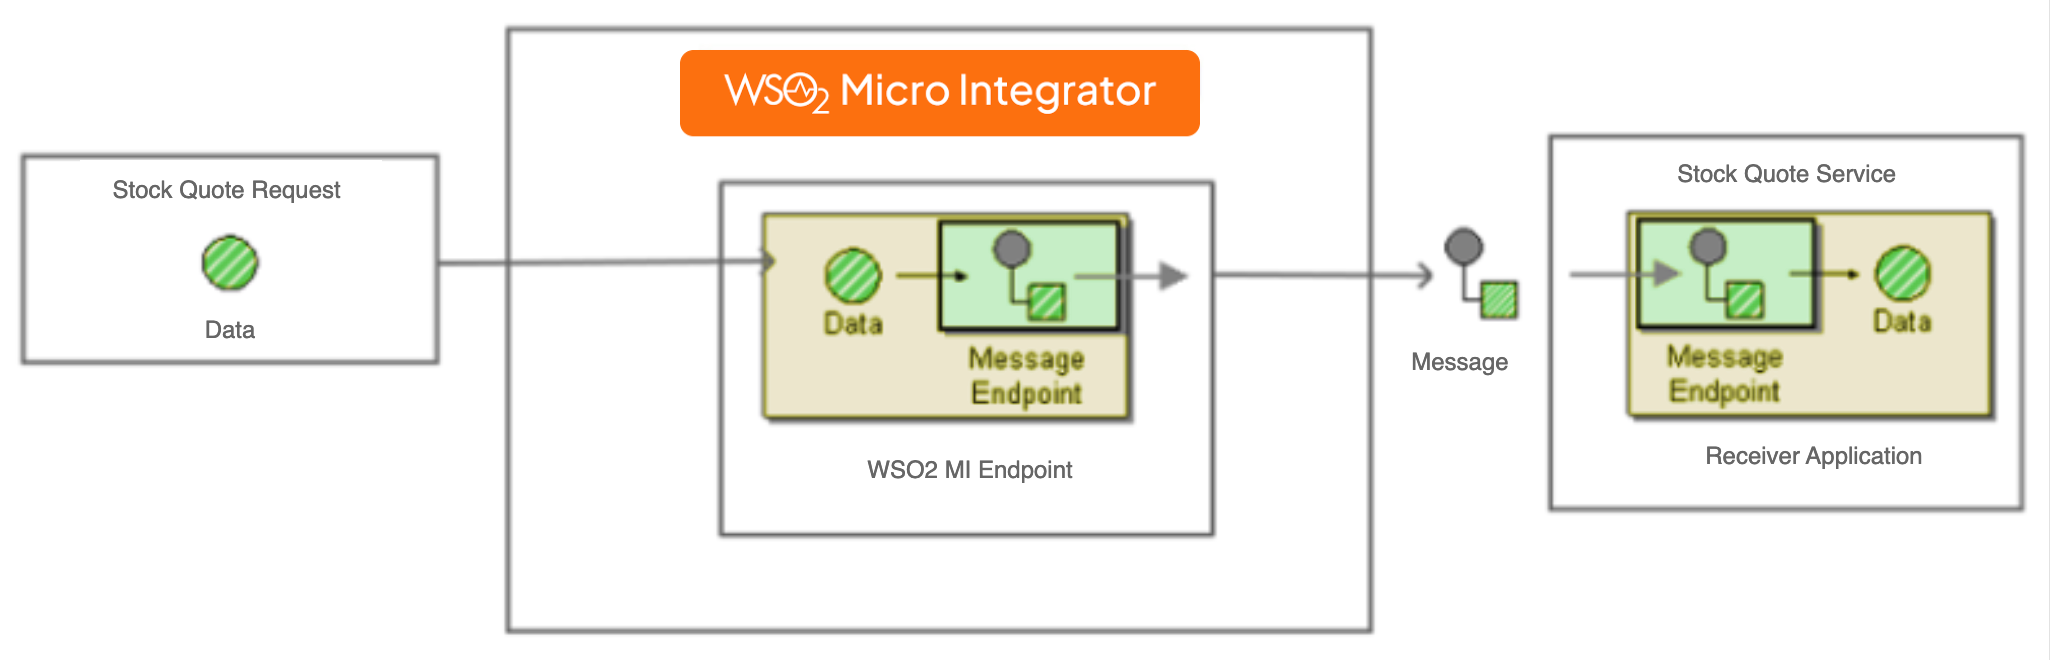 WSO2 Micro Integrator
Stock Quote Request
Data
Data
Message
Endpoint
WSO2 MI Endpoint
Message
Stock Quote Service
Message
Endpoint
Data
Receiver Application